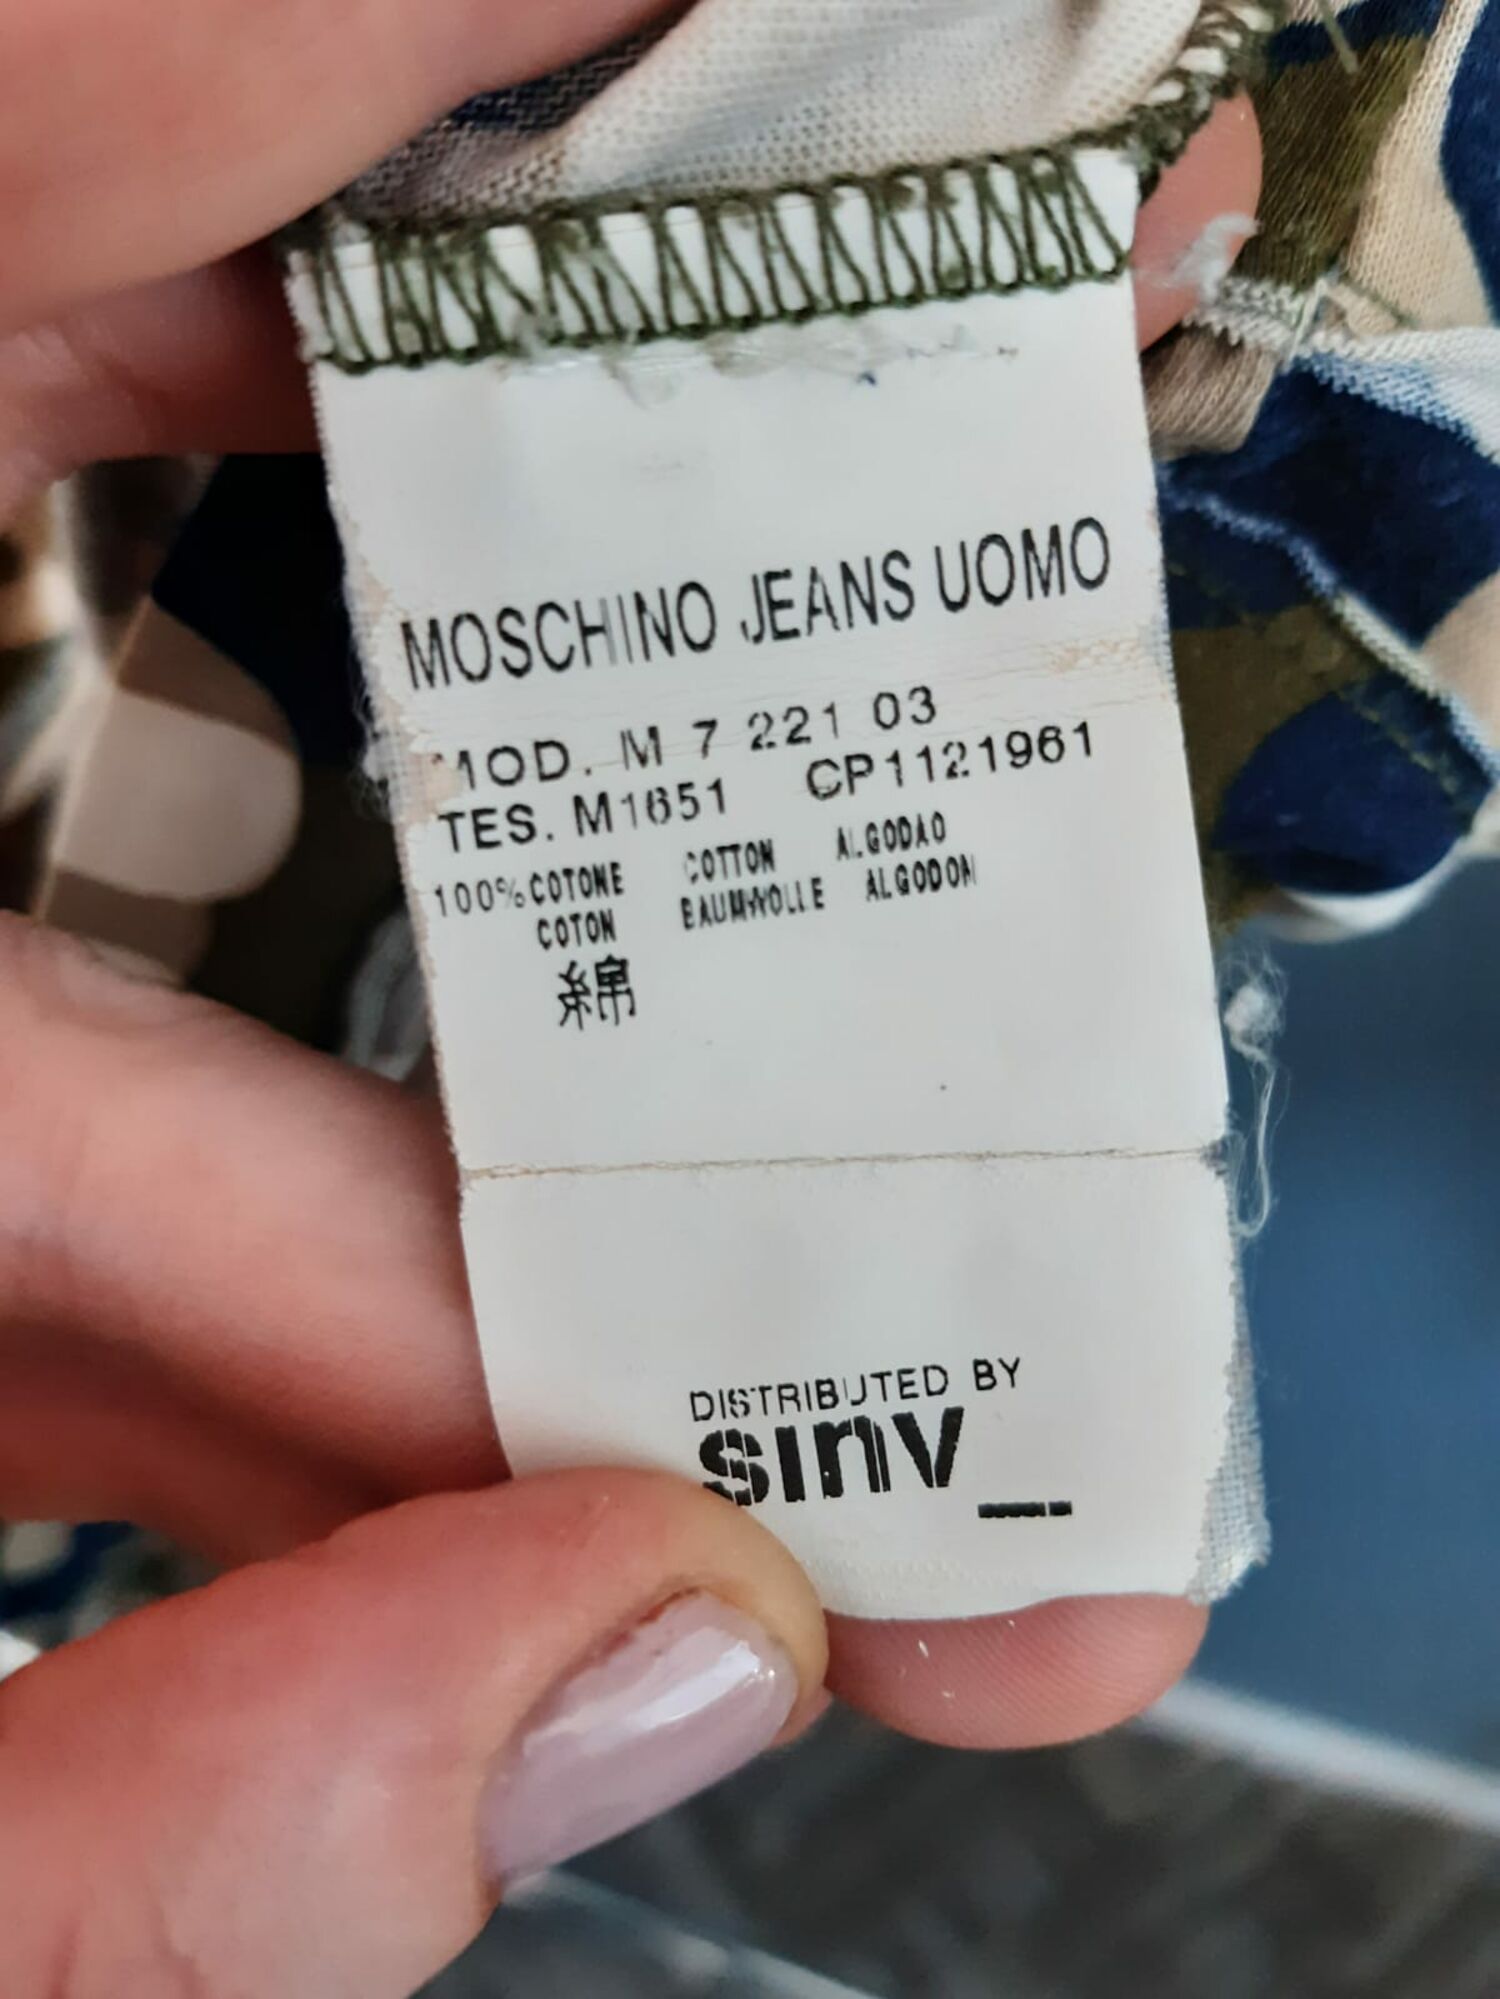 MOSCHINO JEANS UOMO
MOD. M 7 221 03
TES. M1651 CP1121961
100% COTONE COTTON ALGODAO
COTON BAUMWOLLE ALGODON
綿
DISTRIBUTED BY
sinv_